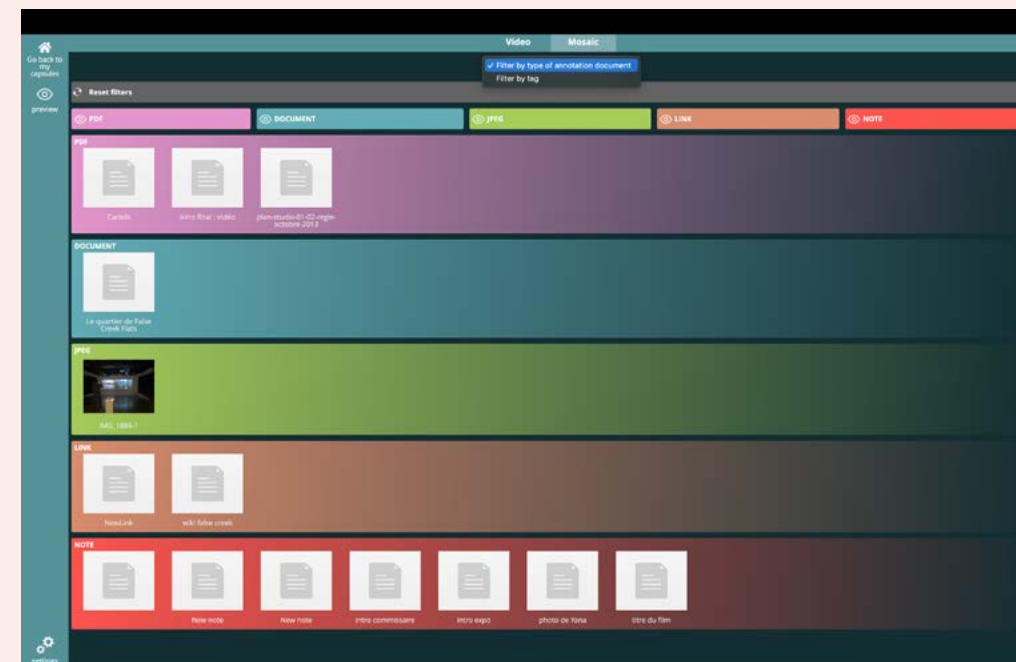 Video Mosaic
Go back to
my
capsules
✓ Filter by type of annotation document
Filter by tag
Reset filters
preview
PDF DOCUMENT JPEG LINK NOTE
PDF
Cartels intro final : vidéo plan-studio-01-02-regie-
octobre-2013
DOCUMENT
Le quartier de False
Creek Flats
JPEG
IMG_1886-1
LINK
NewLink wiki false creek
NOTE
New note New note intro commissaire intro expo photo de Yona titre du film
settings